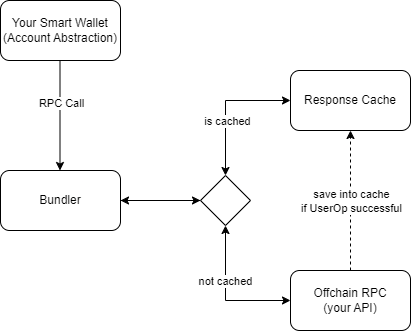 Your Smart Wallet
(Account Abstraction)
RPC Call
Bundler
is cached
Response Cache
save into cache
if UserOp successful
not cached
Offchain RPC
(your API)